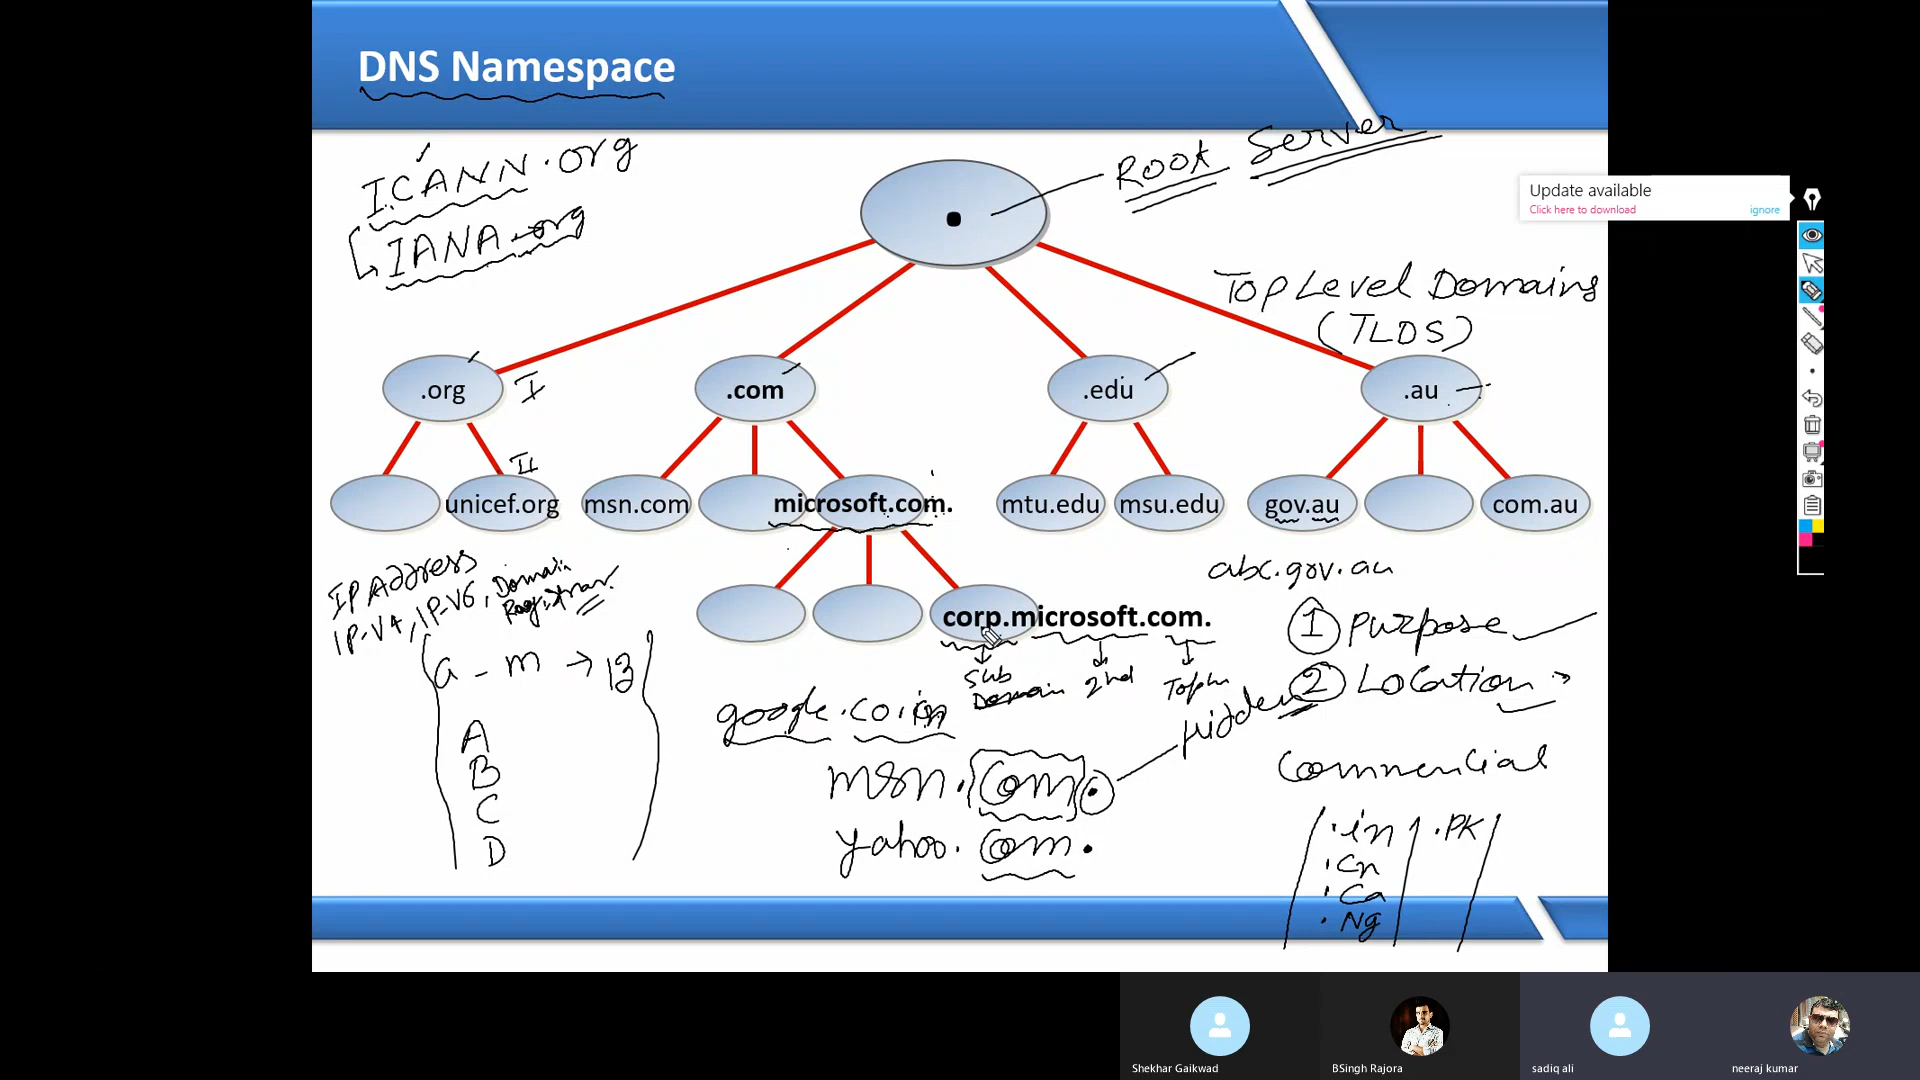 DNS Namespace
ICANN.org
IANA.org
Root Server
.
Update available
Click here to download
ignore
Top Level Domains
(TLDS)
.org
I
.com
.edu
.au
II
unicef.org
msn.com
microsoft.com.
mtu.edu
msu.edu
gov.au
com.au
IP Address
IP-V4, IP-V6, Domain
Registrar.
abc.gov.au
corp.microsoft.com.
① Purpose
② Location
a - m → 13
Sub
Domain
2nd
google.co.in
Hidden
A
B
C
D
msn.com.
yahoo.com.
Commercial
.in
.PK
.Cn
.Ca
.Ng
Shekhar Gaikwad
BSingh Rajora
sadiq ali
neeraj kumar